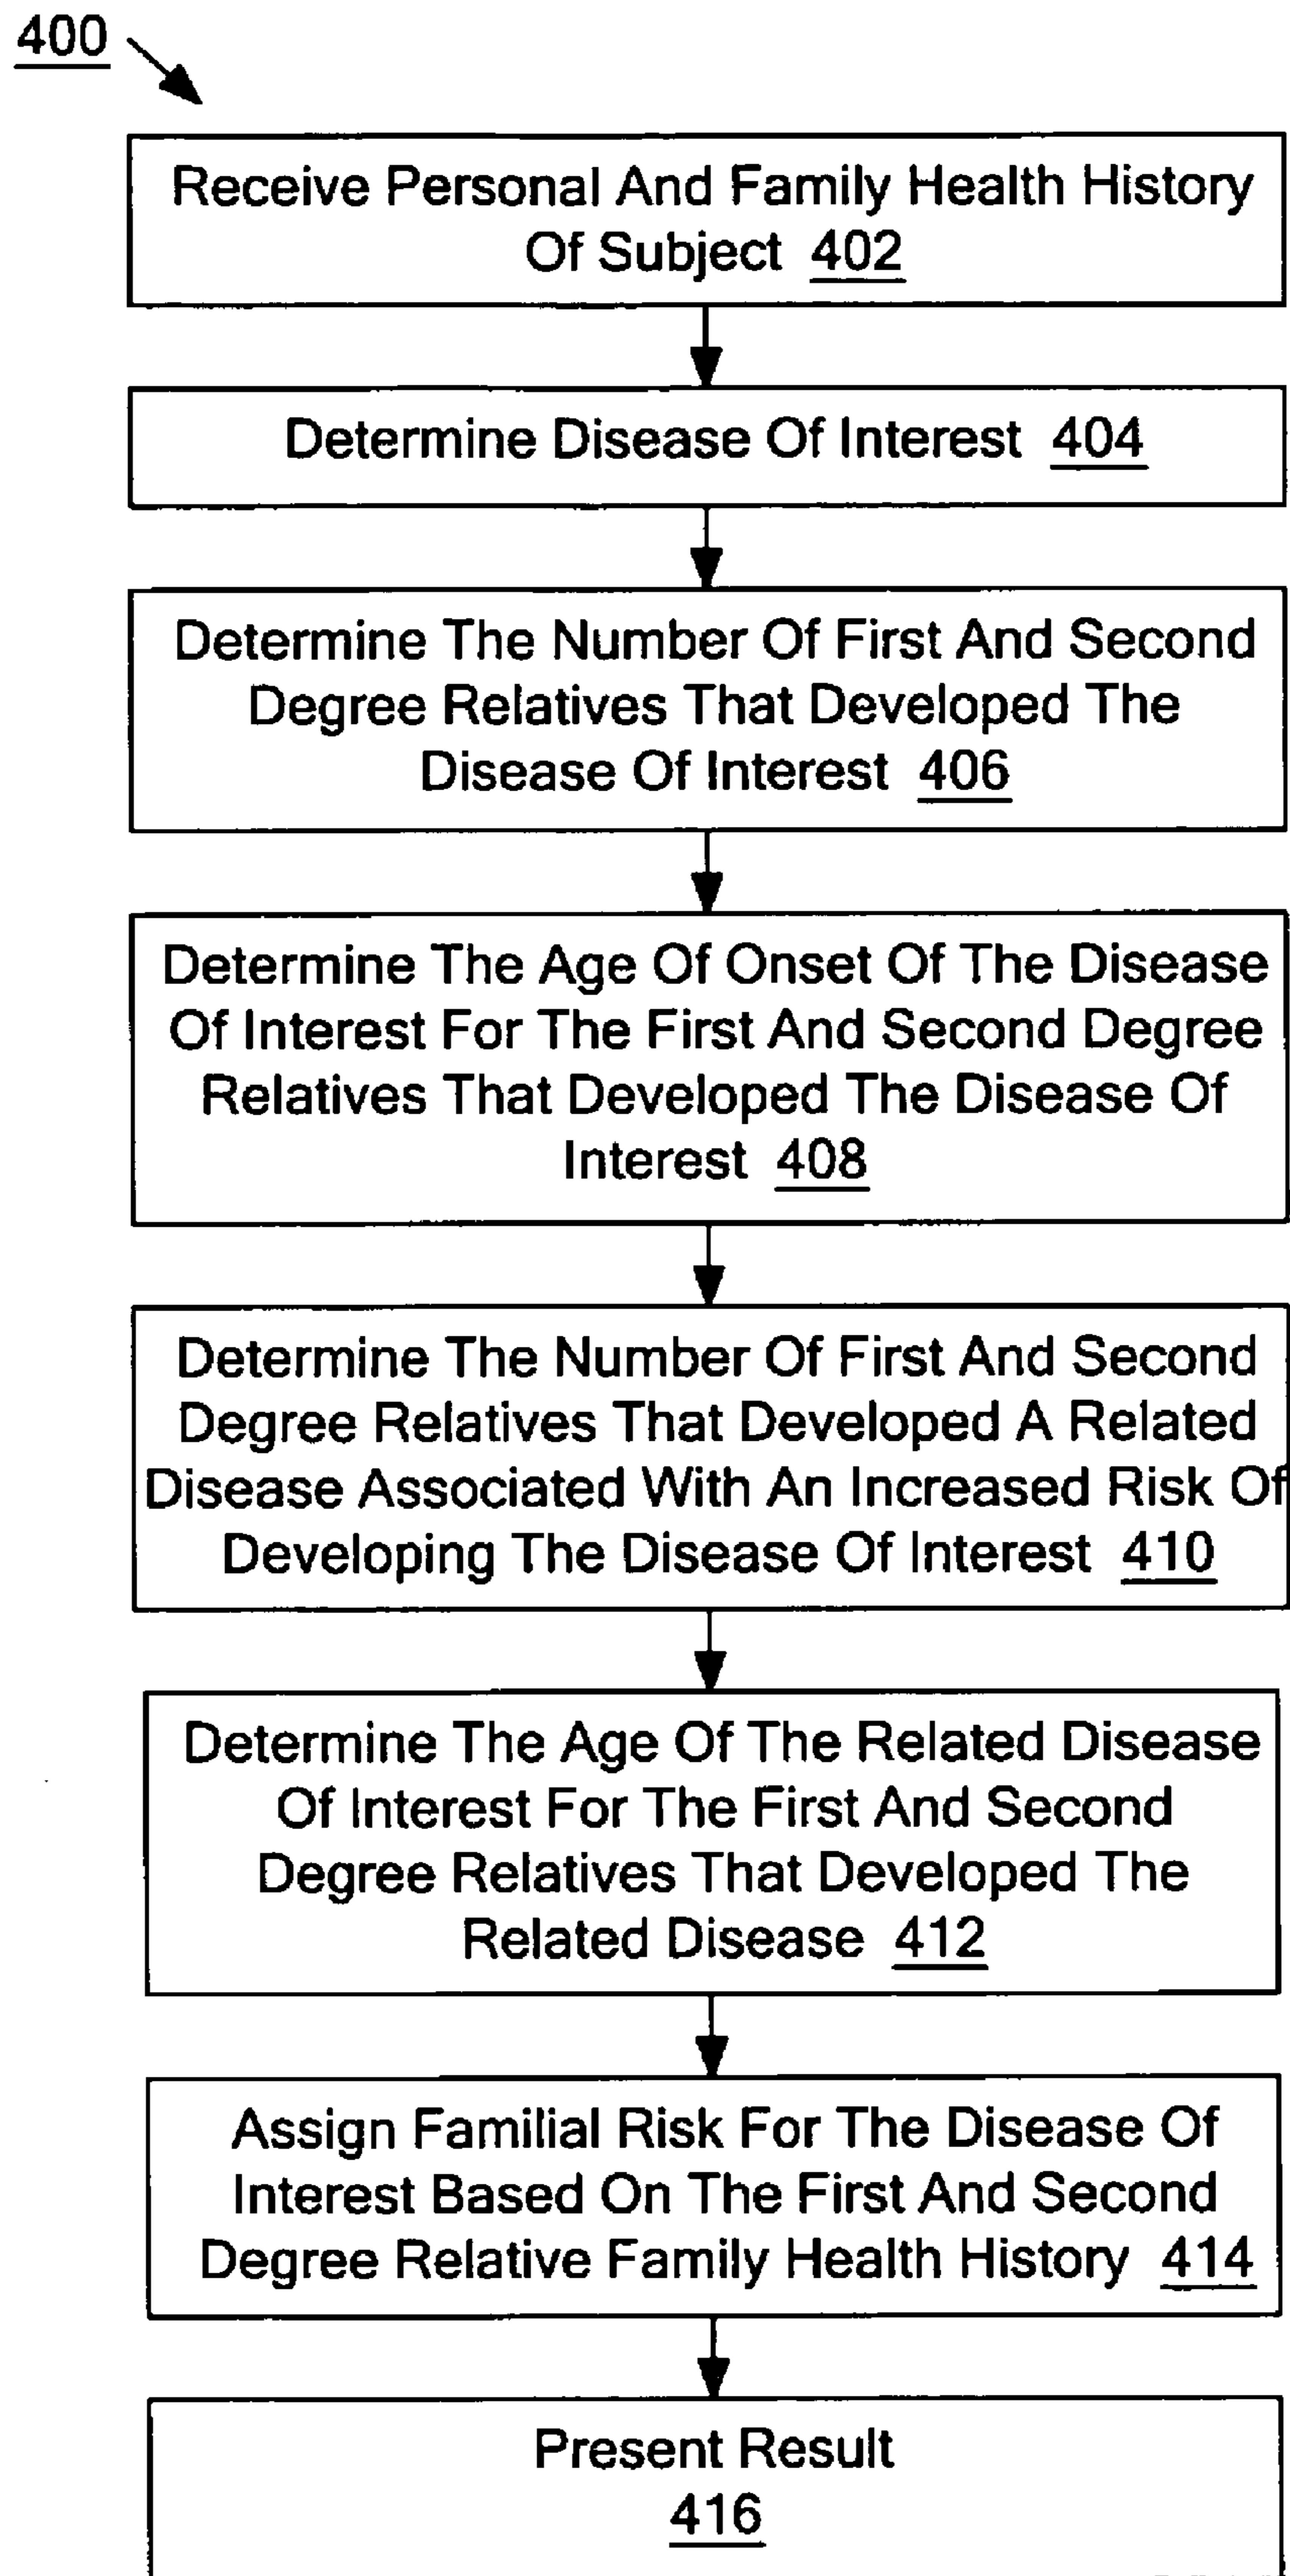 400
Receive Personal And Family Health History
Of Subject 402
Determine Disease Of Interest 404
Determine The Number Of First And Second
Degree Relatives That Developed The
Disease Of Interest 406
Determine The Age Of Onset Of The Disease
Of Interest For The First And Second Degree
Relatives That Developed The Disease Of
Interest 408
Determine The Number Of First And Second
Degree Relatives That Developed A Related
Disease Associated With An Increased Risk Of
Developing The Disease Of Interest 410
Determine The Age Of The Related Disease
Of Interest For The First And Second
Degree Relatives That Developed The
Related Disease 412
Assign Familial Risk For The Disease Of
Interest Based On The First And Second
Degree Relative Family Health History 414
Present Result
416